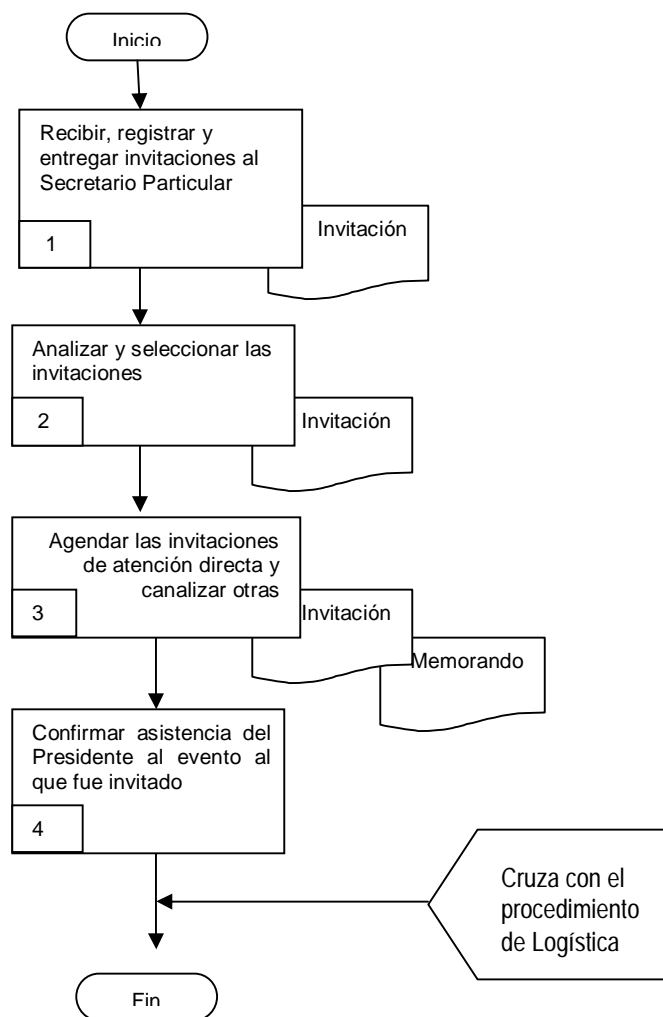 Inicio
Recibir, registrar y
entregar invitaciones al
Secretario Particular
1
Invitación
Analizar y seleccionar las
invitaciones
2
Invitación
Agendar las invitaciones
de atención directa y
canalizar otras
3
Invitación
Memorando
Confirmar asistencia del
Presidente al evento al
que fue invitado
4
Cruza con el
procedimiento
de Logística
Fin